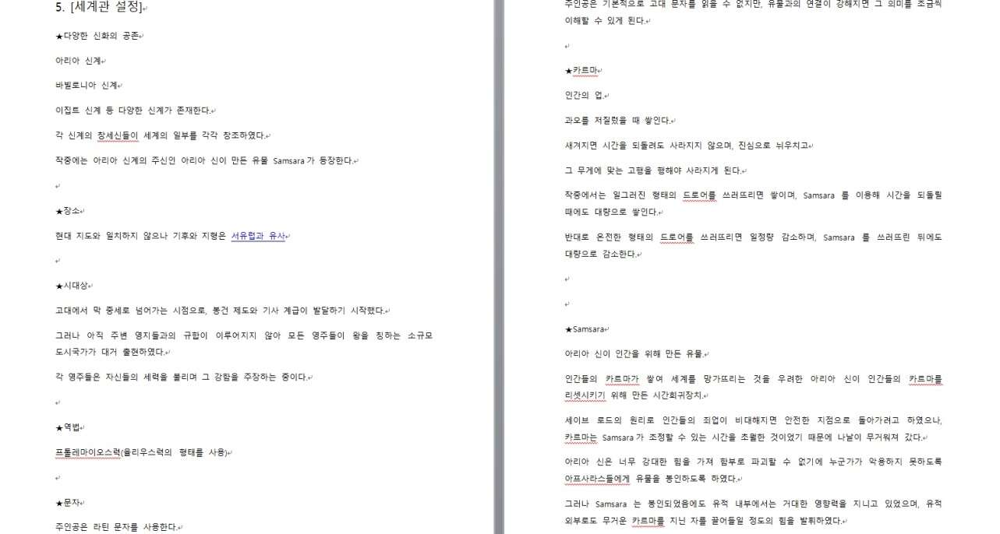 5. [세계관 설정]
★다양한 신화의 공존
아리아 신계
바빌로니아 신계
이집트 신계 등 다양한 신계가 존재한다.
각 신계의 창세신들이 세계의 일부를 각각 창조하였다.
작중에는 아리아 신계의 주신인 아리아 신이 만든 유물 Samsara가 등장한다.
★장소
현대 지도와 일치하지 않으나 기후와 지형은 서유럽과 유사
★시대상
고대에서 막 중세로 넘어가는 시점으로, 봉건 제도와 기사 계급이 발달하기 시작했다.
그러나 아직 주변 영지들과의 규합이 이루어지지 않아 모든 영주들이 왕을 칭하는 소규모
도시국가가 대거 출현하였다.
각 영주들은 자신들의 세력을 불리며 그 강함을 주장하는 중이다.
★역법
프톨레마이오스력(율리우스력의 형태를 사용)
★문자
주인공은 라틴 문자를 사용한다.
주인공은 기본적으로 고대 문자를 읽을 수 없지만, 유물과의 연결이 강해지면 그 의미를 조금씩
이해할 수 있게 된다.
★카르마
인간의 업.
과오를 저질렀을 때 쌓인다.
새겨지면 시간을 되돌려도 사라지지 않으며, 진심으로 뉘우치고
그 무게에 맞는 고행을 행해야 사라지게 된다.
작중에서는 일그러진 형태의 드로어를 쓰러뜨리면 쌓이며, Samsara 를 이용해 시간을 되돌릴
때에도 대량으로 쌓인다.
반대로 온전한 형태의 드로어를 쓰러뜨리면 일정량 감소하며, Samsara 를 쓰러뜨린 뒤에도
대량으로 감소한다.
★Samsara
아리아 신이 인간을 위해 만든 유물.
인간들의 카르마가 쌓여 세계를 망가뜨리는 것을 우려한 아리아 신이 인간들의 카르마를
리셋시키기 위해 만든 시간회귀장치.
세이브 로드의 원리로 인간들의 죄업이 비대해지면 안전한 지점으로 돌아가려고 하였으나,
카르마는 Samsara가 조정할 수 있는 시간을 초월한 것이었기 때문에 나날이 무거워져 갔다.
아리아 신은 너무 강대한 힘을 가져 함부로 파괴할 수 없기에 누군가가 악용하지 못하도록
아프사라스들에게 유물을 봉인하도록 하였다.
그러나 Samsara 는 봉인되었음에도 유적 내부에서는 거대한 영향력을 지니고 있었으며, 유적
외부로도 무거운 카르마를 지닌 자를 끌어들일 정도의 힘을 발휘하였다.